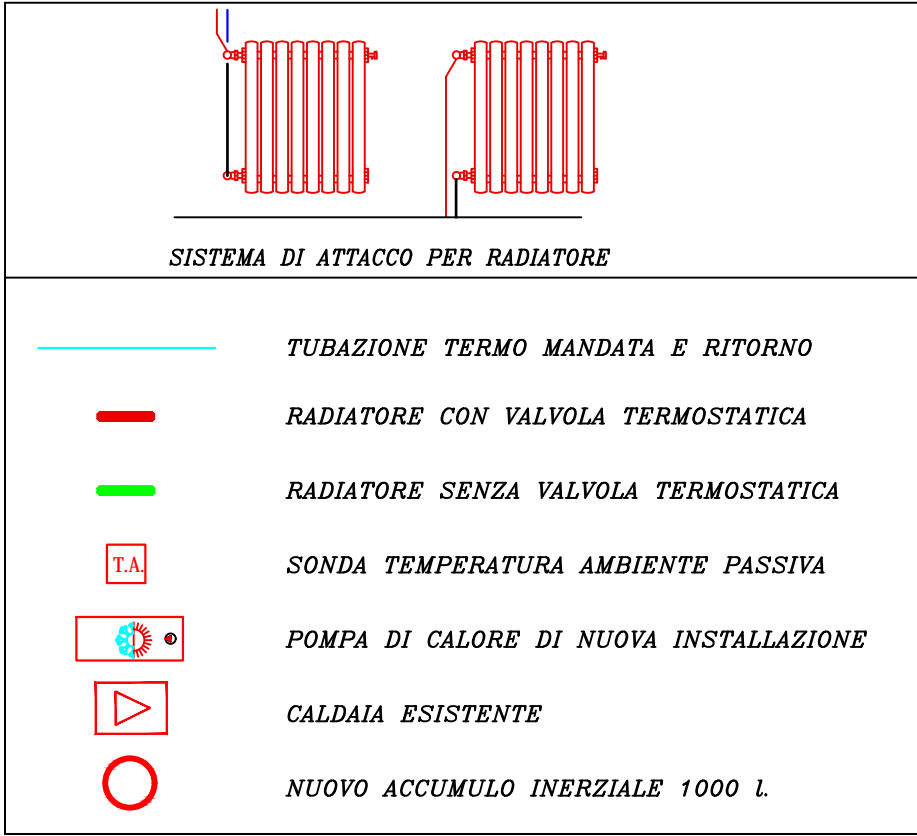 SISTEMA DI ATTACCO PER RADIATORE
TUBAZIONE TERMO MANDATA E RITORNO
RADIATORE CON VALVOLA TERMOSTATICA
RADIATORE SENZA VALVOLA TERMOSTATICA
T.A. SONDA TEMPERATURA AMBIENTE PASSIVA
POMPA DI CALORE DI NUOVA INSTALLAZIONE
CALDAIA ESISTENTE
NUOVO ACCUMULO INERZIALE 1000 l.